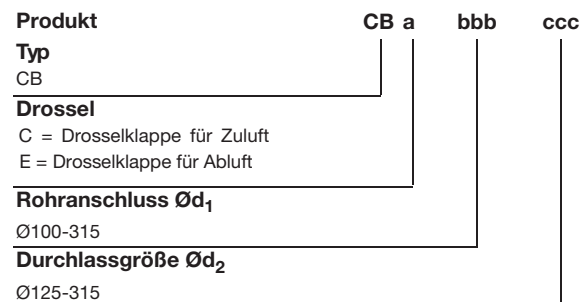 Produkt CB a bbb ccc
Typ
CB
Drossel
C = Drosselklappe für Zuluft
E = Drosselklappe für Abluft
Rohranschluss Ød₁
Ø100-315
Durchlassgröße Ød₂
Ø125-315